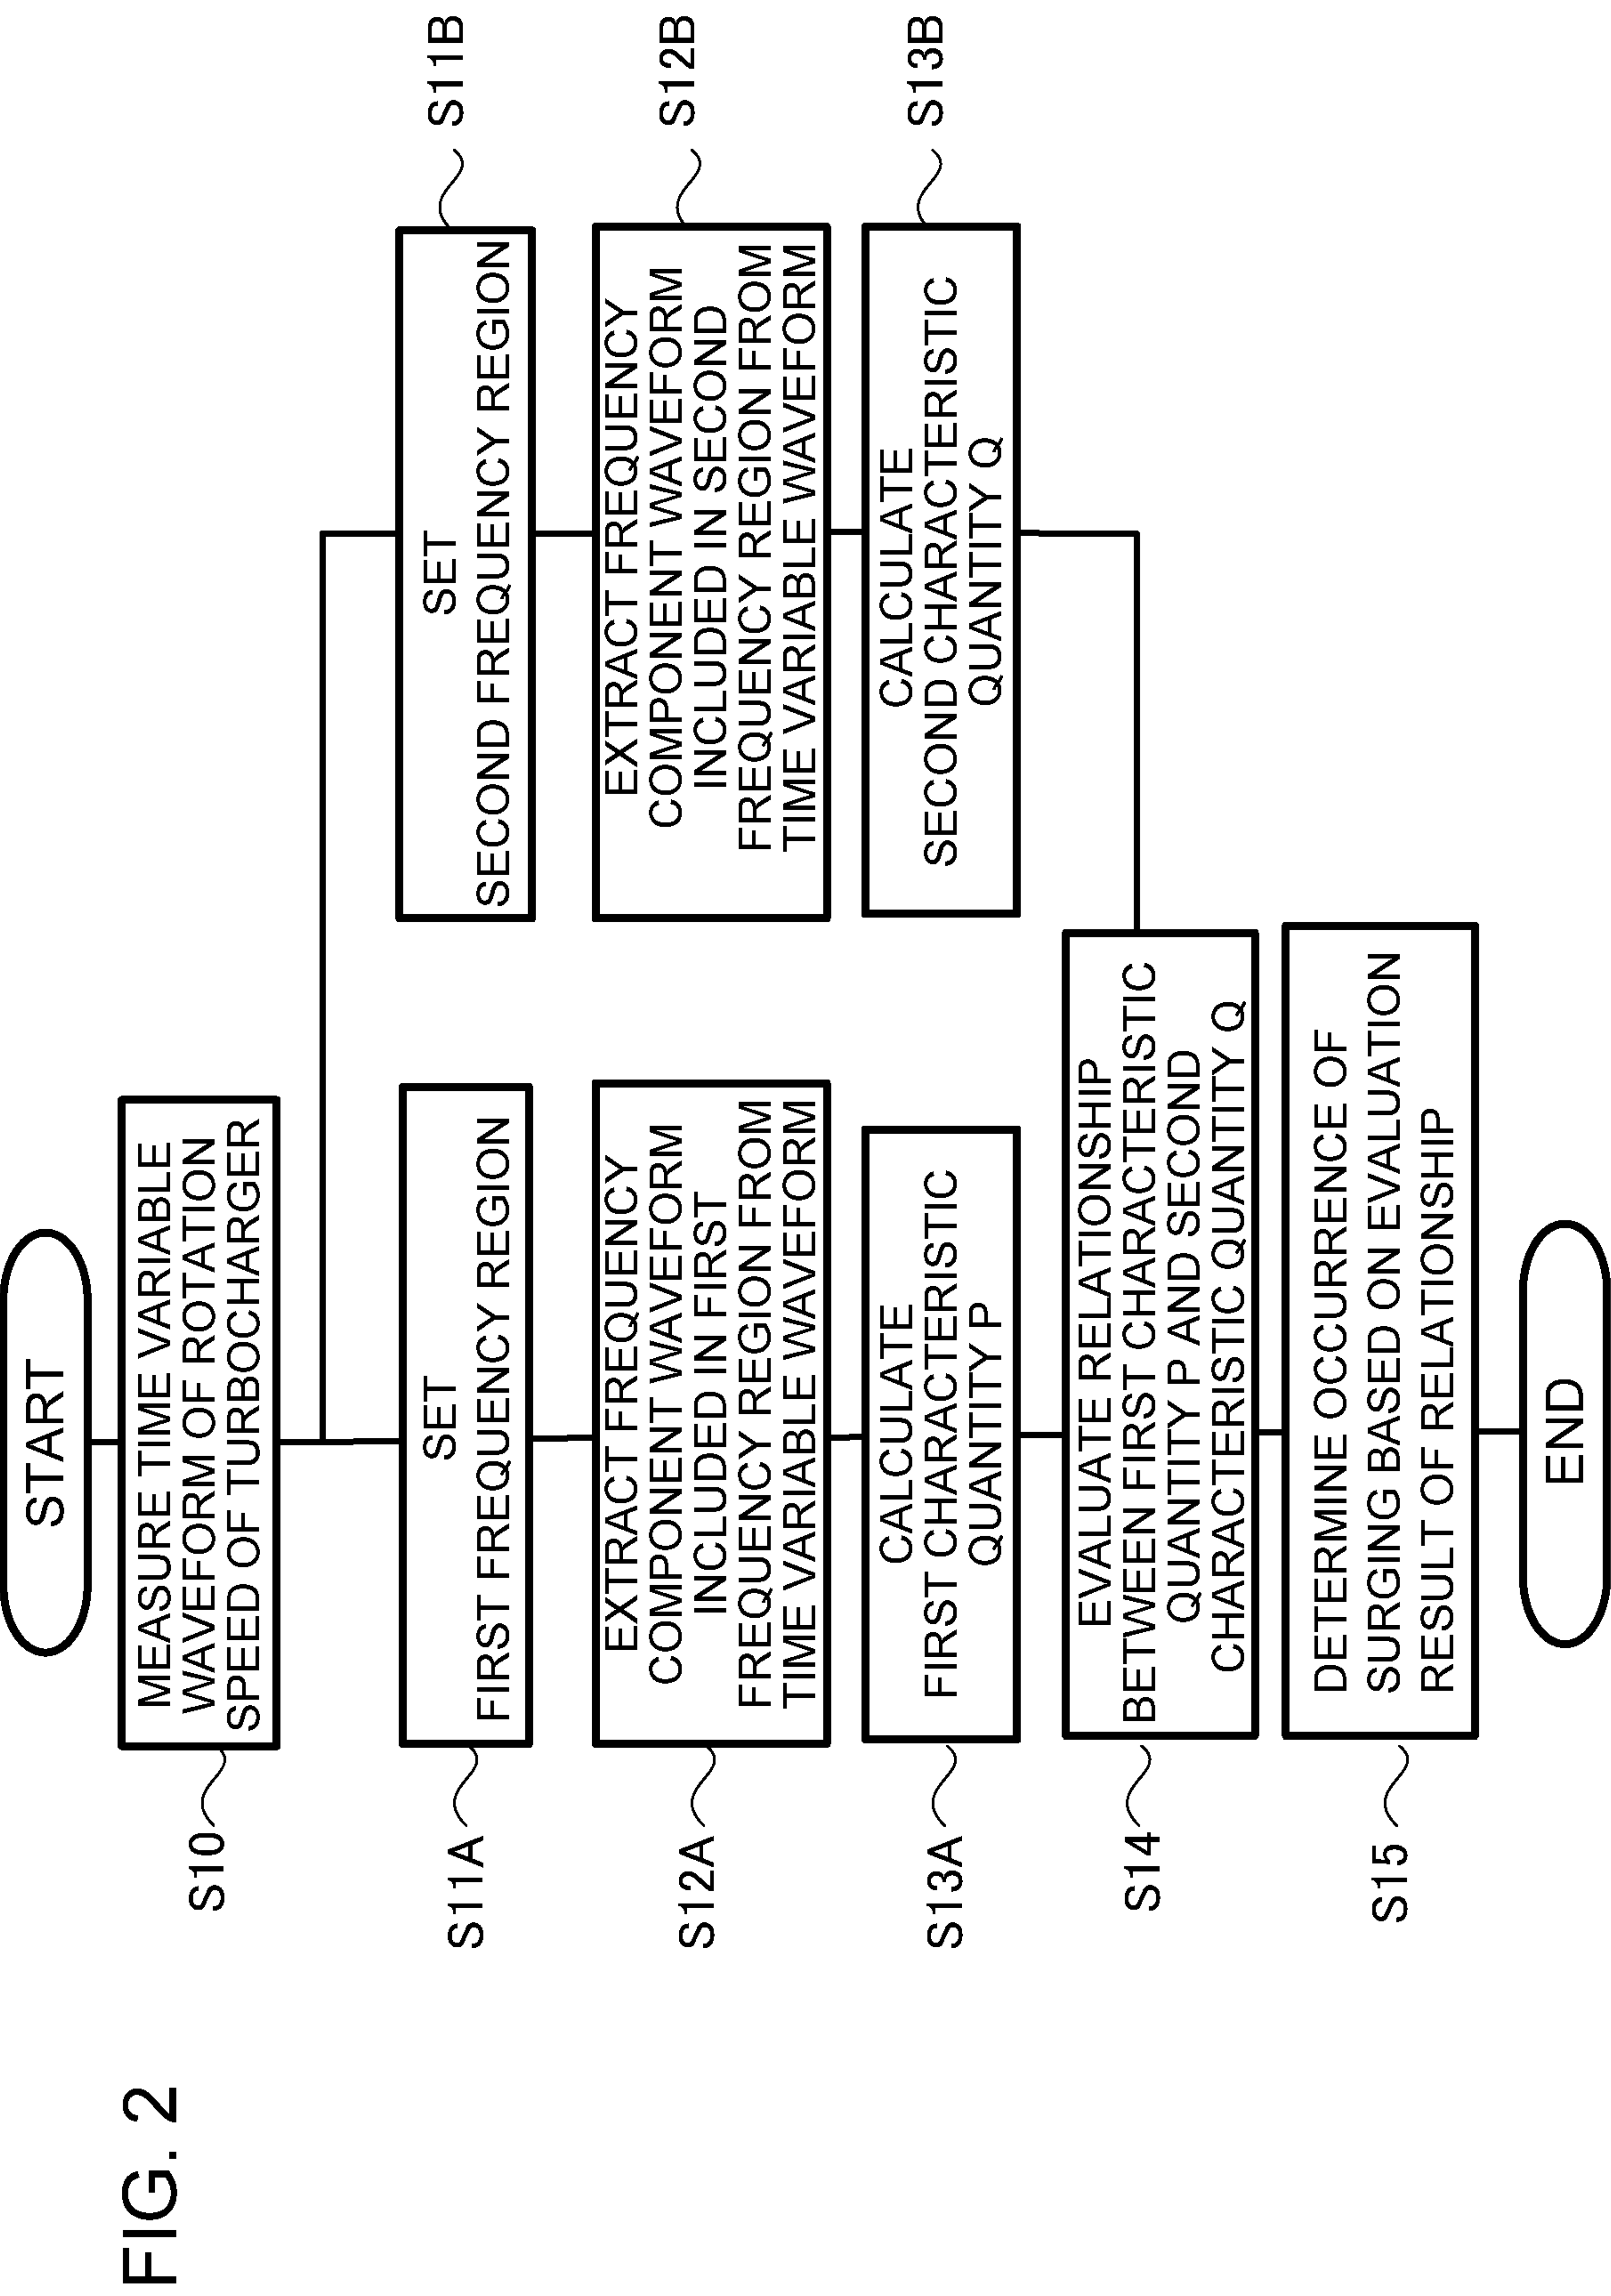 FIG. 2
START
S10
MEASURE TIME VARIABLE
WAVEFORM OF ROTATION
SPEED OF TURBOCHARGER
S11A
SET
FIRST FREQUENCY REGION
S11B
SET
SECOND FREQUENCY REGION
S12A
EXTRACT FREQUENCY
COMPONENT WAVEFORM
INCLUDED IN FIRST
FREQUENCY REGION FROM
TIME VARIABLE WAVEFORM
S12B
EXTRACT FREQUENCY
COMPONENT WAVEFORM
INCLUDED IN SECOND
FREQUENCY REGION FROM
TIME VARIABLE WAVEFORM
S13A
CALCULATE
FIRST CHARACTERISTIC
QUANTITY P
S13B
CALCULATE
SECOND CHARACTERISTIC
QUANTITY Q
S14
EVALUATE RELATIONSHIP
BETWEEN FIRST CHARACTERISTIC
QUANTITY P AND SECOND
CHARACTERISTIC QUANTITY Q
S15
DETERMINE OCCURRENCE OF
SURGING BASED ON EVALUATION
RESULT OF RELATIONSHIP
END